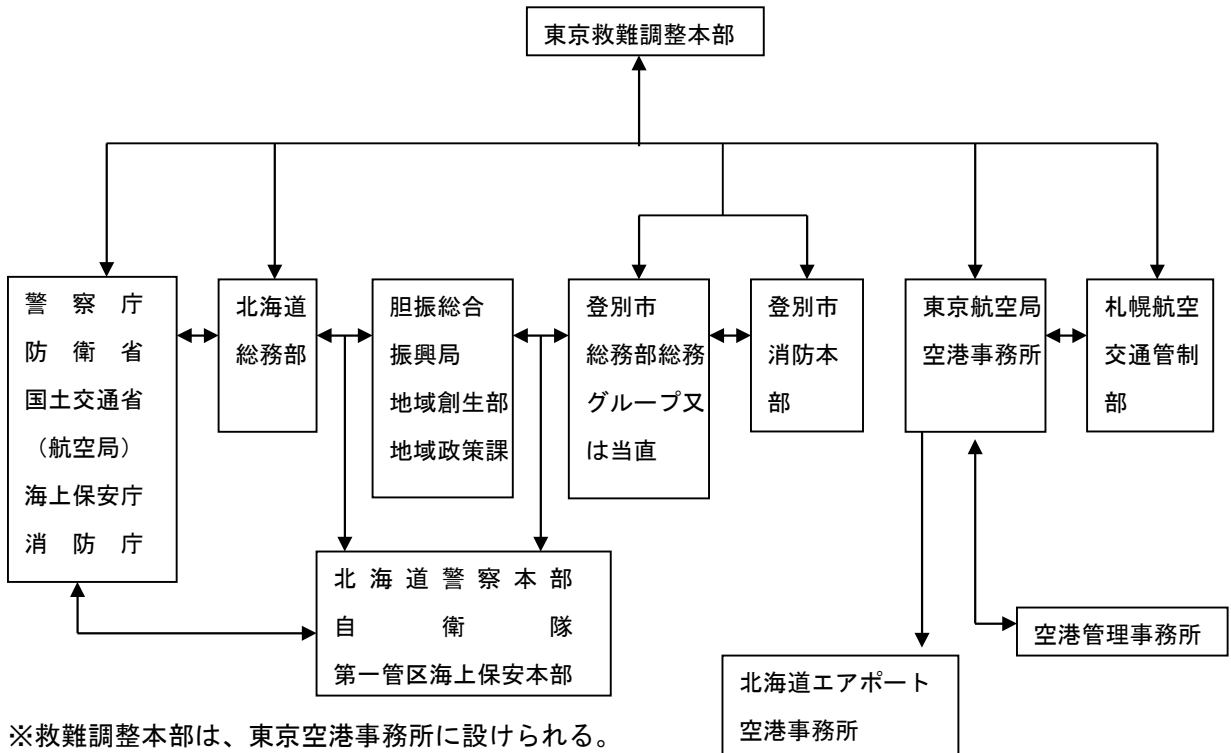 東京救難調整本部
警察庁
防衛省
国土交通省
（航空局）
海上保安庁
消防庁
北海道
総務部
胆振総合
振興局
地域創生部
地域政策課
登別市
総務部総務
グループ又
は当直
登別市
消防本
部
東京航空局
空港事務所
札幌航空
交通管制
部
北海道警察本部
自衛隊
第一管区海上保安本部
空港管理事務所
北海道エアポート
空港事務所
※救難調整本部は、東京空港事務所に設けられる。